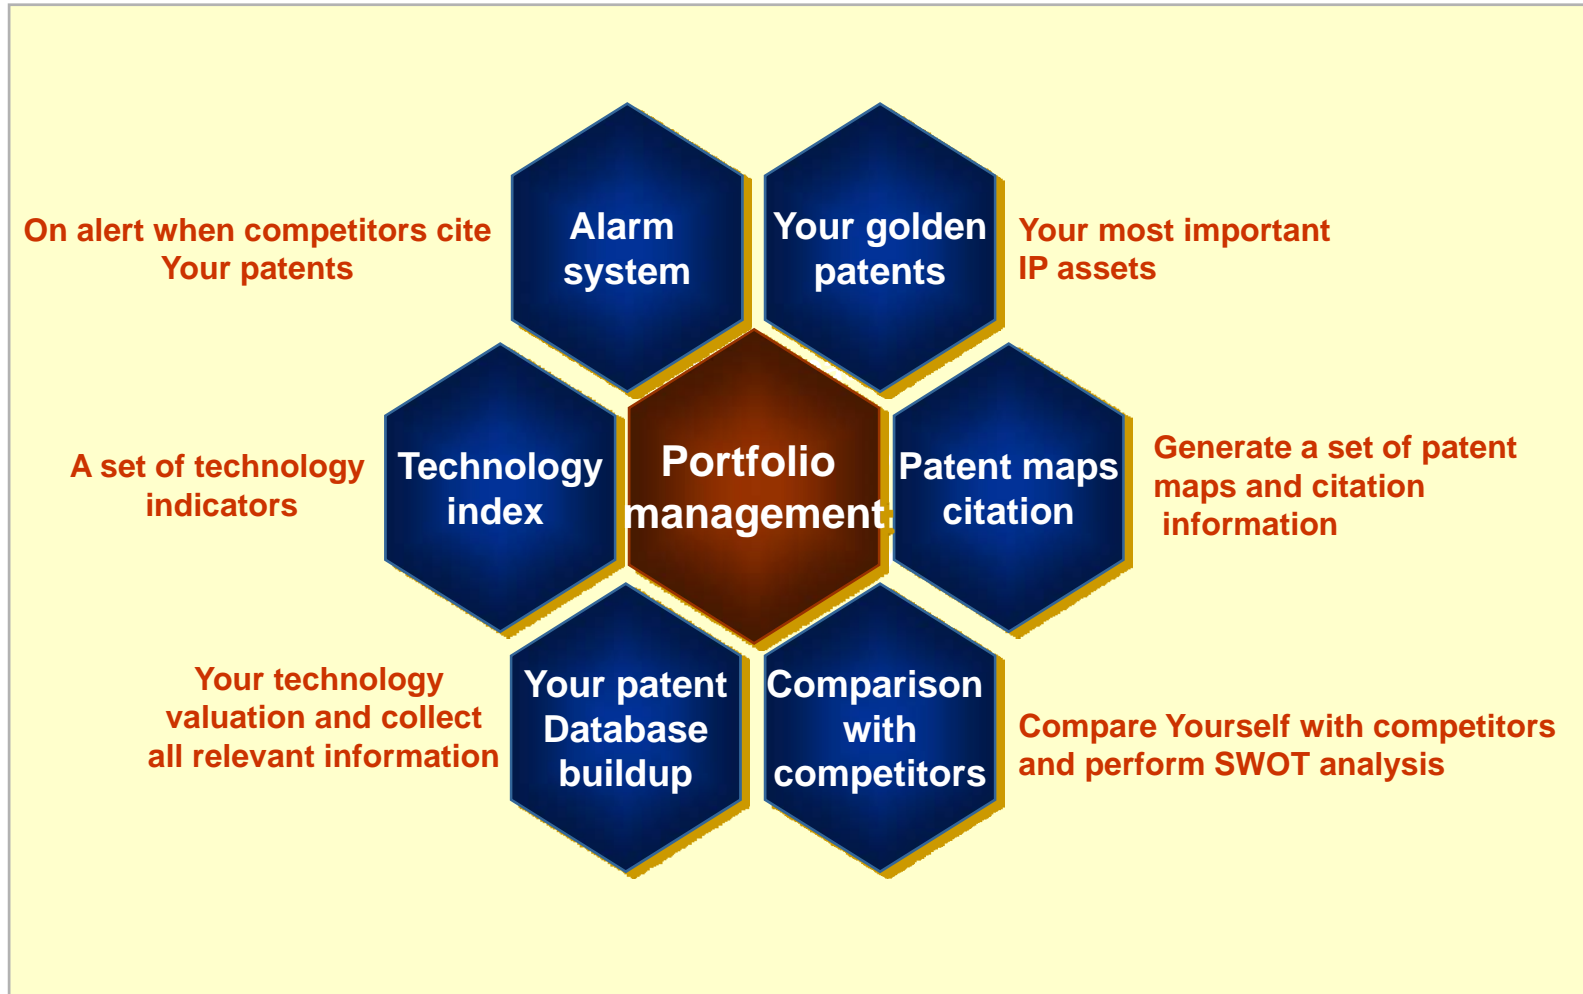 Alarm
system
Your golden
patents
On alert when competitors cite
Your patents
Your most important
IP assets
Technology
index
Portfolio
management
Patent maps
citation
A set of technology
indicators
Generate a set of patent
maps and citation
information
Your patent
Database
buildup
Comparison
with
competitors
Your technology
valuation and collect
all relevant information
Compare Yourself with competitors
and perform SWOT analysis